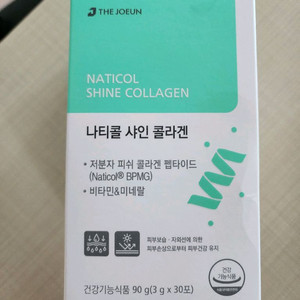 THE JOEUN
NATICOL
SHINE COLLAGEN
나티콜 샤인 콜라겐
• 저분자 피쉬 콜라겐 펩타이드
(Naticol® BPMG)
• 비타민&미네랄
피부보습 · 자외선에 의한
피부손상으로부터 피부건강 유지
건강
기능식품
건강기능식품 90 g(3 g x 30포)